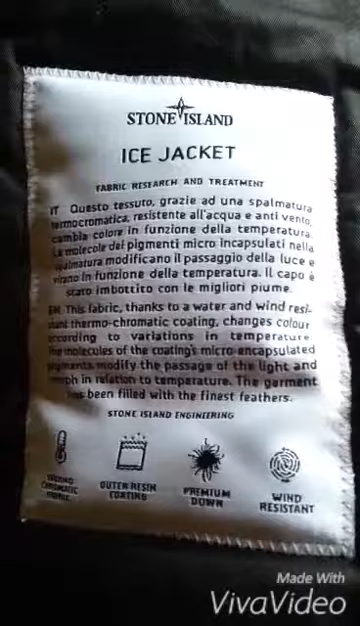 STONE ISLAND
ICE JACKET
FABRIC RESEARCH AND TREATMENT
IT Questo tessuto, grazie ad una spalmatura
termocromatica, resistente all'acqua e anti vento,
cambia colore in funzione della temperatura.
Le molecole dei pigmenti micro incapsulati nella
spalmatura modificano il passaggio della luce e
virano in funzione della temperatura. Il capo è
stato imbottito con le migliori piume.
EN This fabric, thanks to a water and wind resi-
stant thermo-chromatic coating, changes colour
according to variations in temperature.
The molecules of the coating's micro-encapsulated
pigments modify the passage of the light and
morph in relation to temperature. The garment
has been filled with the finest feathers.
STONE ISLAND ENGINEERING
THERMO
CHROMATIC
FABRIC
OUTER RESIN
COATING
PREMIUM
DOWN
WIND
RESISTANT
Made With
VivaVideo